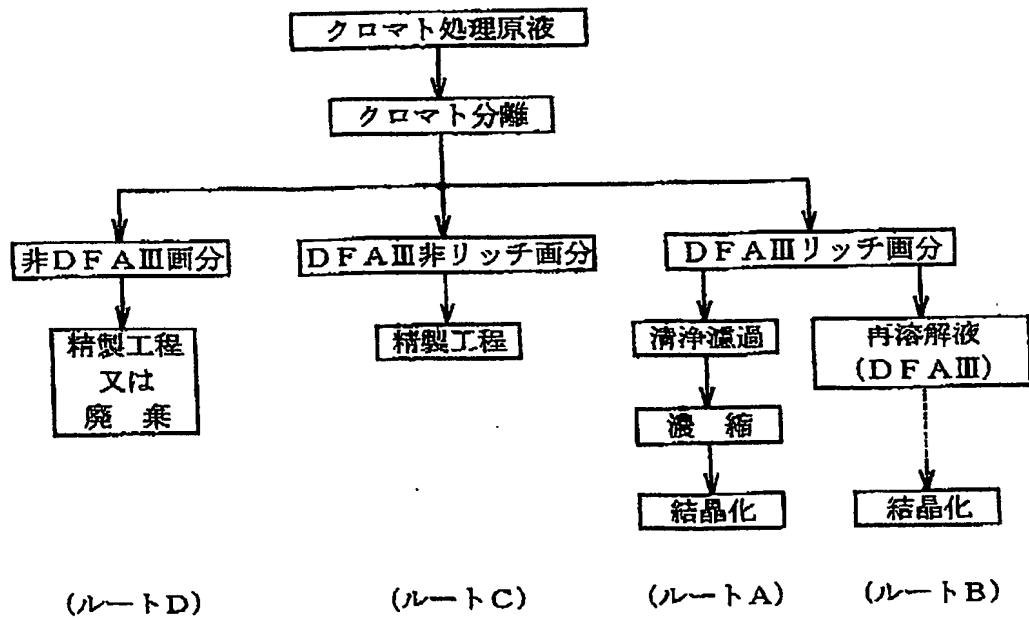 クロマト処理原液
クロマト分離
非DFAⅢ画分
DFAⅢ非リッチ画分
DFAⅢリッチ画分
精製工程
又は
廃　棄
精製工程
清浄濾過
濃　縮
結晶化
再溶解液
(DFAⅢ)
結晶化
(ルートD)
(ルートC)
(ルートA)
(ルートB)